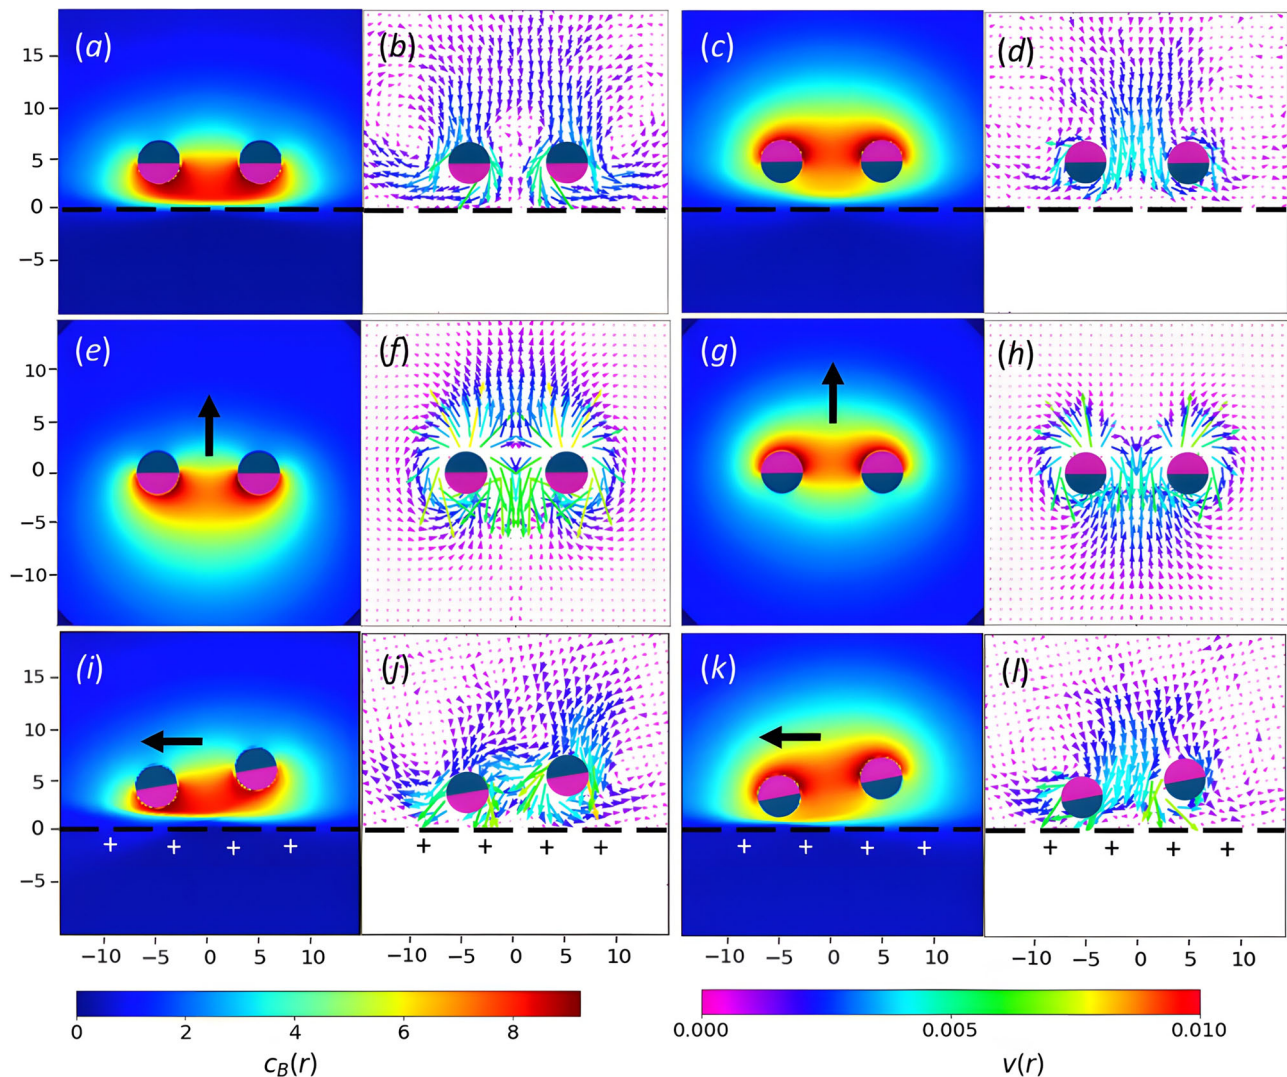 (a) (b) (c) (d)
15
10
5
0
−5
(e) (f) (g) (h)
10
5
0
−5
−10
(i) (j) (k) (l)
15
10
5
0
+ + + + + + + + + + + + + + + +
−5
−10 −5 0 5 10 −10 −5 0 5 10 −10 −5 0 5 10 −10 −5 0 5 10
0 2 4 6 8 0.000 0.005 0.010
c_B(r) v(r)